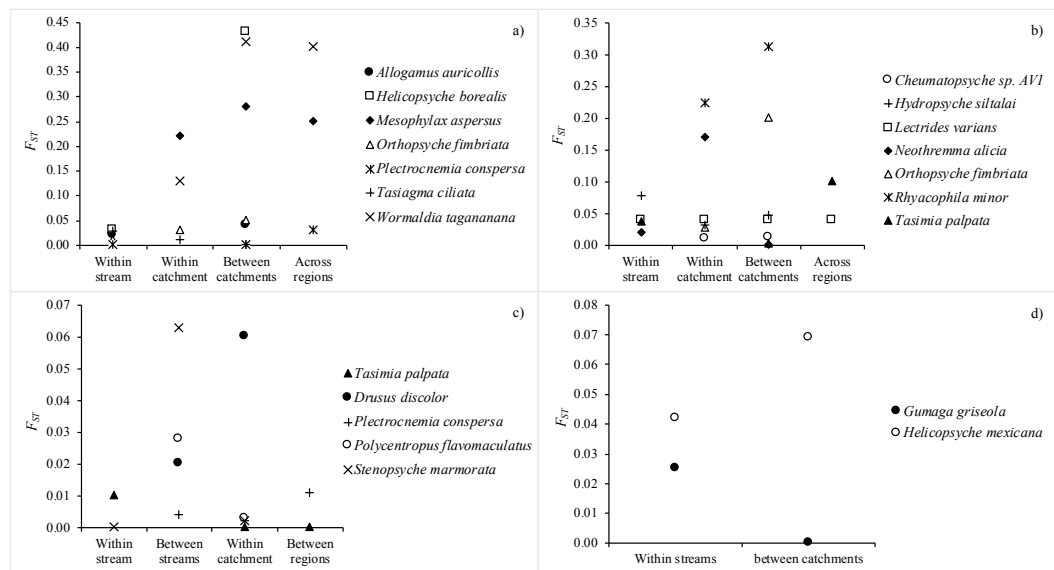 a)
0.45
0.40
0.35
0.30
0.25
0.20
0.15
0.10
0.05
0.00
F_ST
Within stream
Within catchment
Between catchments
Across regions
Allogamus auricollis
Helicopsyche borealis
Mesophylax aspersus
Orthopsyche fimbriata
Plectrocnemia conspersa
Tasiagma ciliata
Wormaldia tagananana
b)
0.35
0.30
0.25
0.20
0.15
0.10
0.05
0.00
F_ST
Within stream
Within catchment
Between catchments
Across regions
Cheumatopsyche sp. AV1
Hydropsyche siltalai
Lectrides varians
Neothremma alicia
Orthopsyche fimbriata
Rhyacophila minor
Tasimia palpata
c)
0.07
0.06
0.05
0.04
0.03
0.02
0.01
0.00
F_ST
Within stream
Between streams
Within catchment
Between regions
Tasimia palpata
Drusus discolor
Plectrocnemia conspersa
Polycentropus flavomaculatus
Stenopsyche marmorata
d)
0.08
0.07
0.06
0.05
0.04
0.03
0.02
0.01
0.00
F_ST
Within streams
between catchments
Gumaga griseola
Helicopsyche mexicana